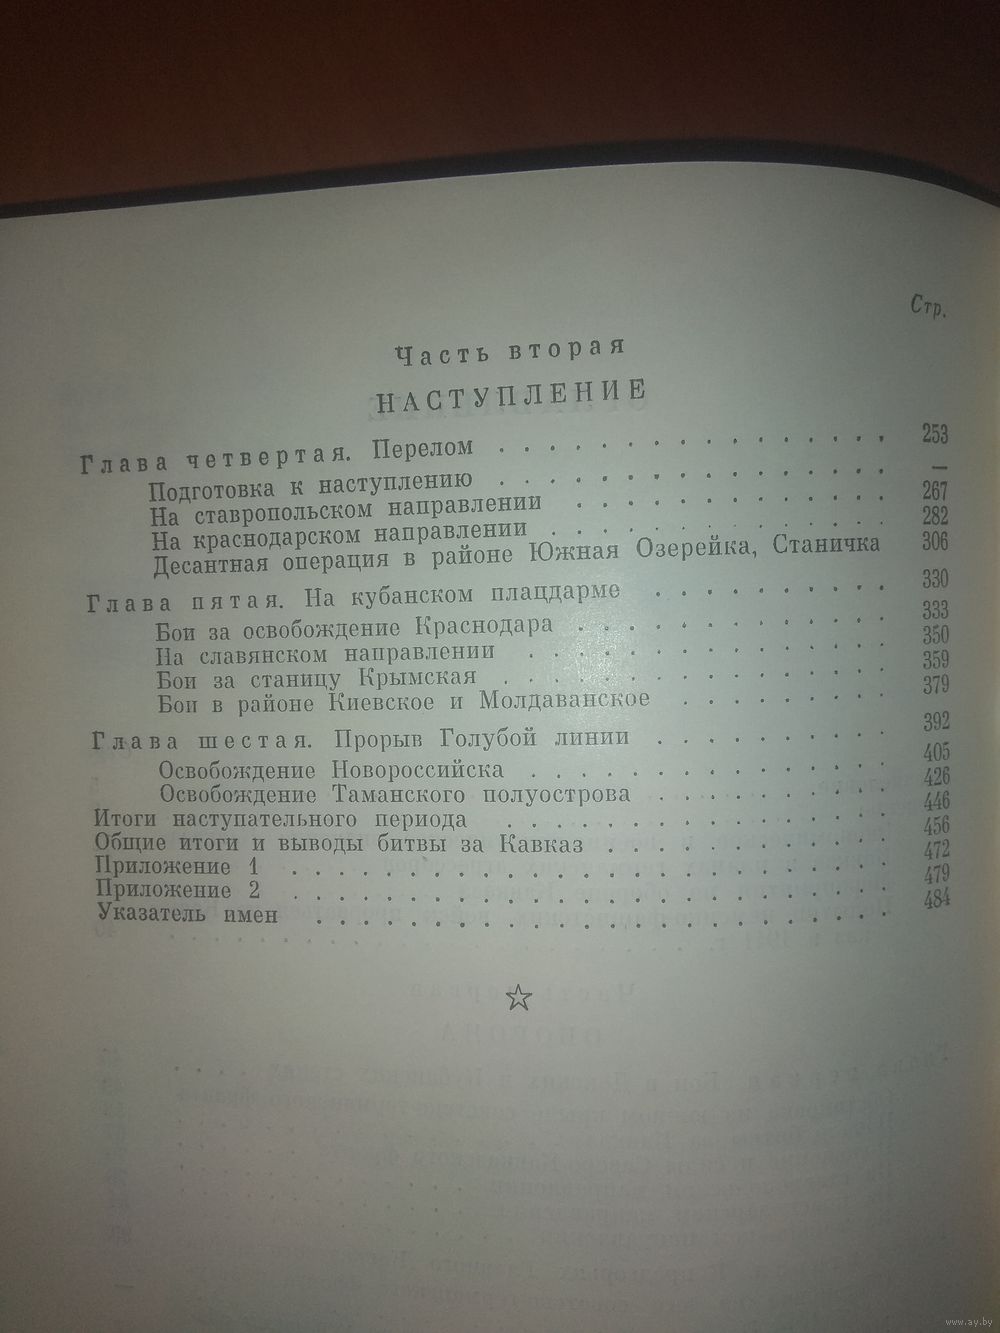 Стр.
Часть вторая
НАСТУПЛЕНИЕ
Глава четвертая. Перелом . . . . . . . . . . . . . . . 253
Подготовка к наступлению . . . . . . . . . . . . . . . —
На ставропольском направлении . . . . . . . . . . . . 267
На краснодарском направлении . . . . . . . . . . . . . 282
Десантная операция в районе Южная Озерейка, Станичка 306
Глава пятая. На кубанском плацдарме . . . . . . . . . 330
Бои за освобождение Краснодара . . . . . . . . . . . . 333
На славянском направлении . . . . . . . . . . . . . . 350
Бои за станицу Крымская . . . . . . . . . . . . . . . 359
Бои в районе Киевское и Молдаванское . . . . . . . . 379
Глава шестая. Прорыв Голубой линии . . . . . . . . . 392
Освобождение Новороссийска . . . . . . . . . . . . . . 405
Освобождение Таманского полуострова . . . . . . . . . 426
Итоги наступательного периода . . . . . . . . . . . . 446
Общие итоги и выводы битвы за Кавказ . . . . . . . . . 456
Приложение 1 . . . . . . . . . . . . . . . . . . . . . 472
Приложение 2 . . . . . . . . . . . . . . . . . . . . . 479
Указатель имен . . . . . . . . . . . . . . . . . . . . 484
www.ay.by